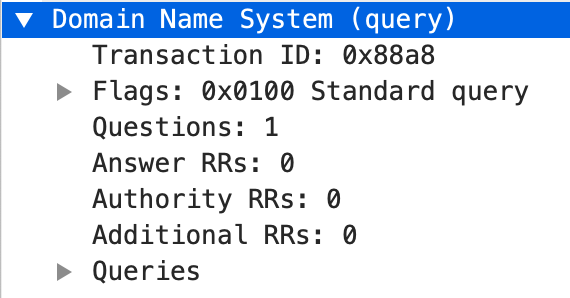 Domain Name System (query)
Transaction ID: 0x88a8
Flags: 0x0100 Standard query
Questions: 1
Answer RRs: 0
Authority RRs: 0
Additional RRs: 0
Queries